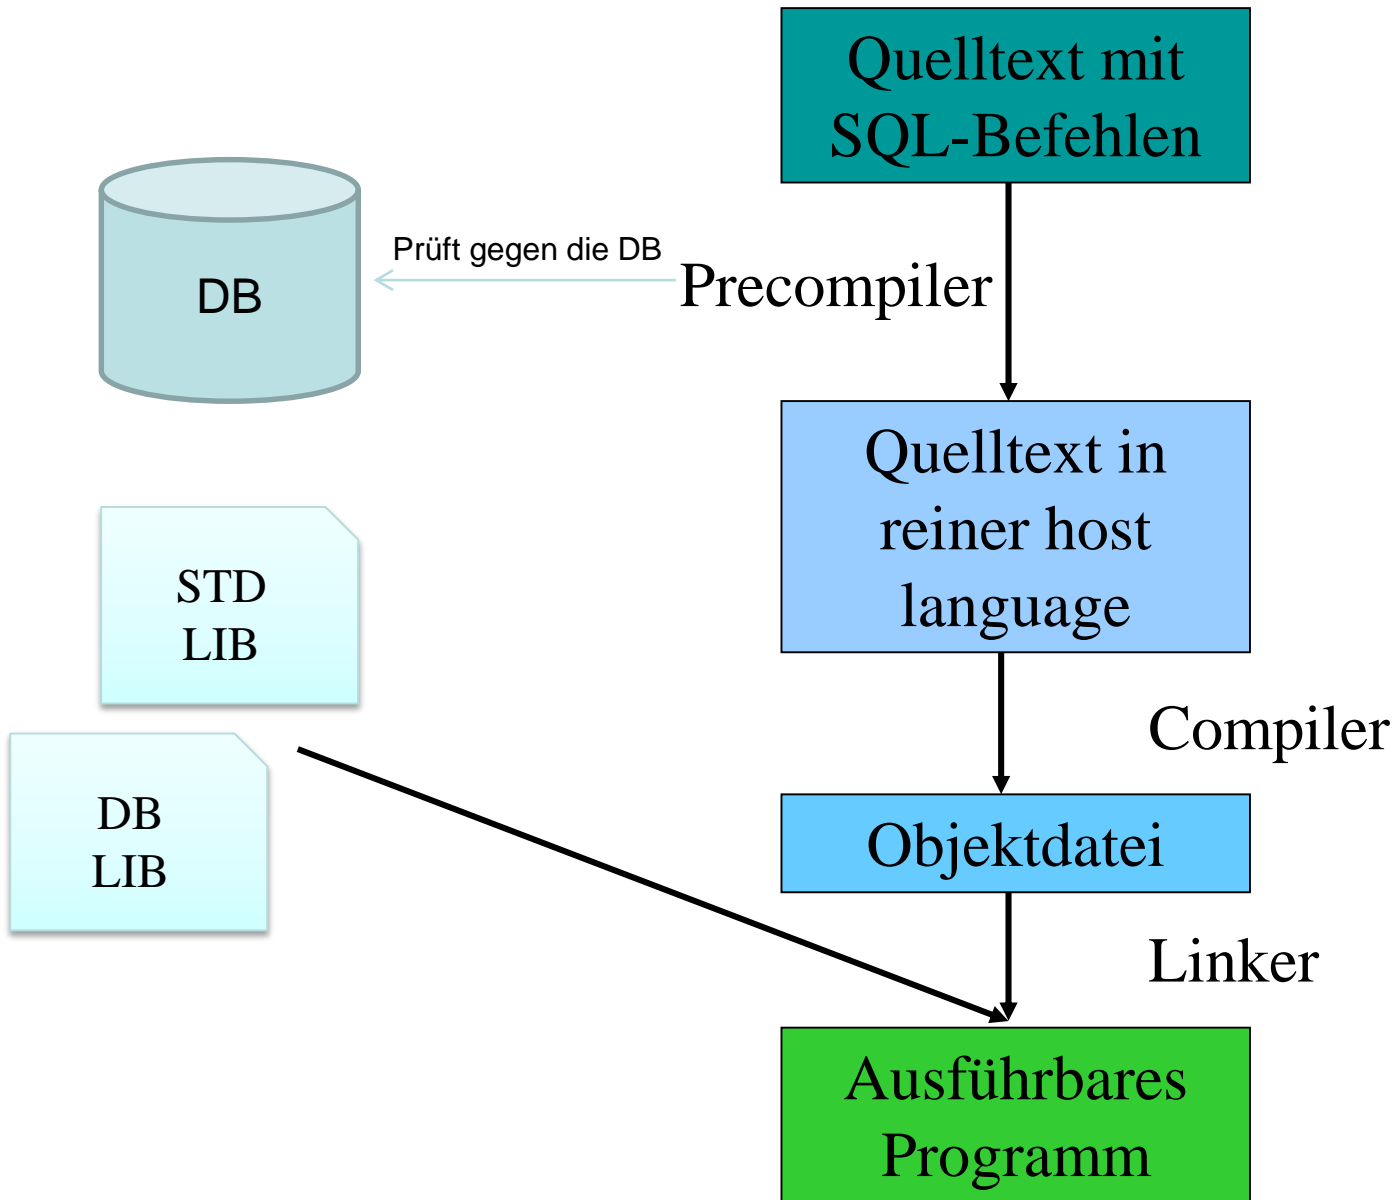 Quelltext mit
SQL-Befehlen
Prüft gegen die DB
Precompiler
DB
Quelltext in
reiner host
language
STD
LIB
Compiler
DB
LIB
Objektdatei
Linker
Ausführbares
Programm